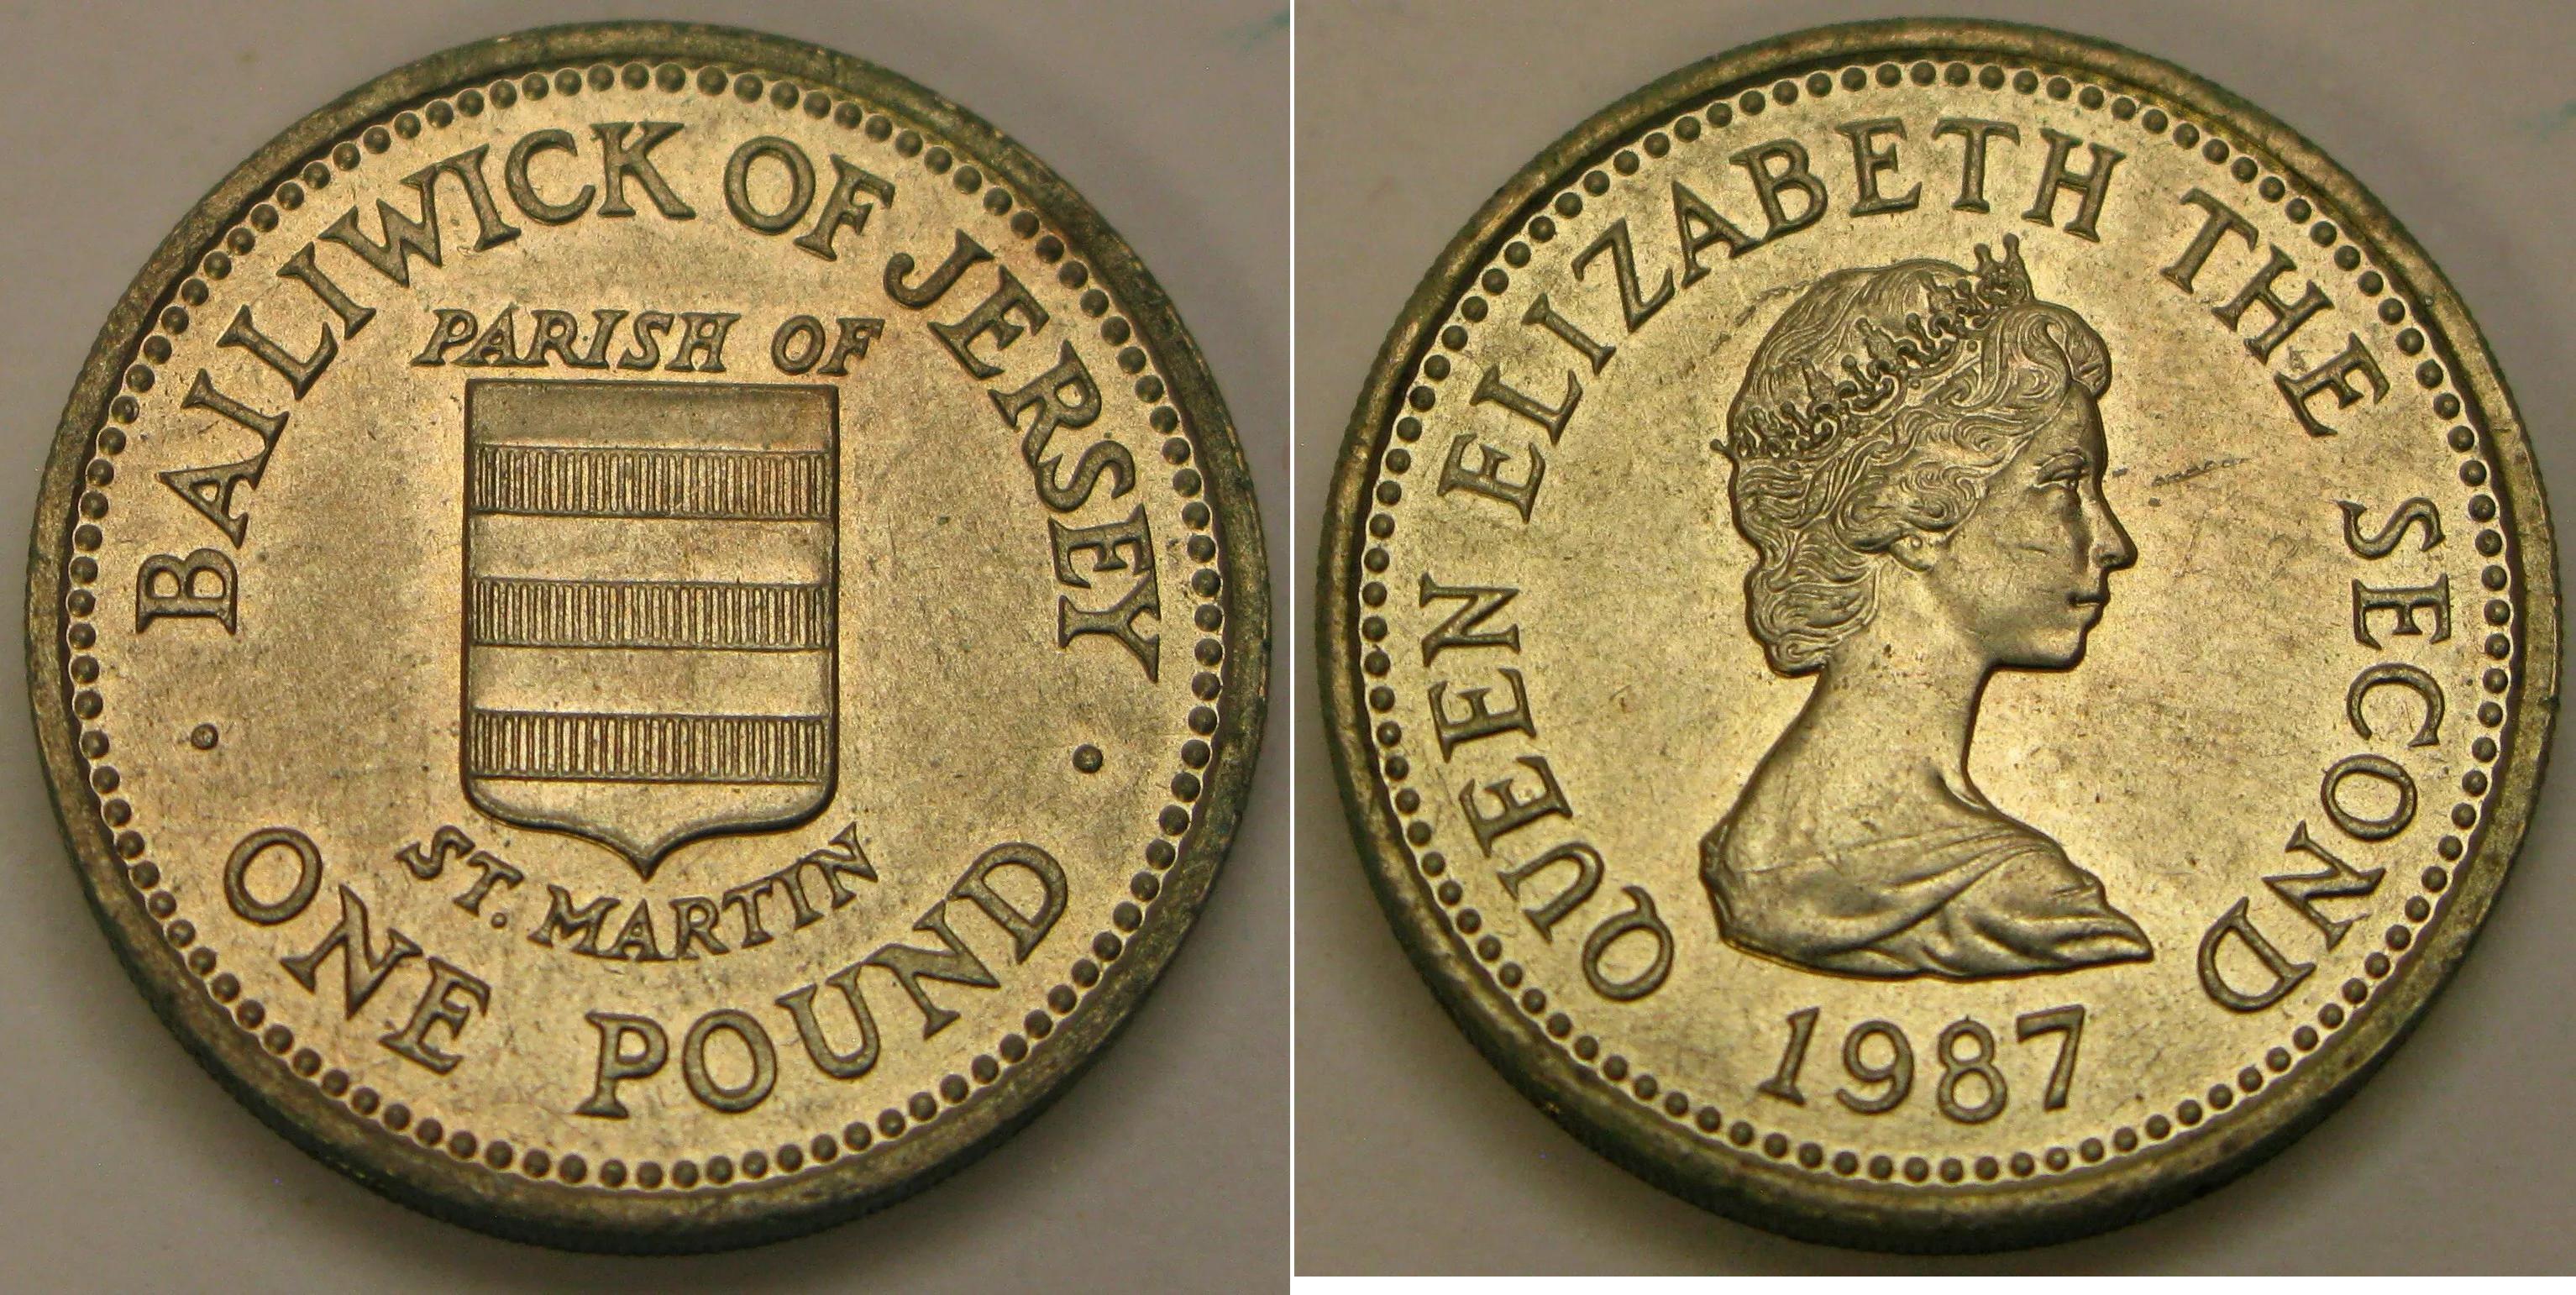 BAILIWICK OF JERSEY
PARISH OF
ST. MARTIN
ONE POUND
QUEEN ELIZABETH THE SECOND
1987